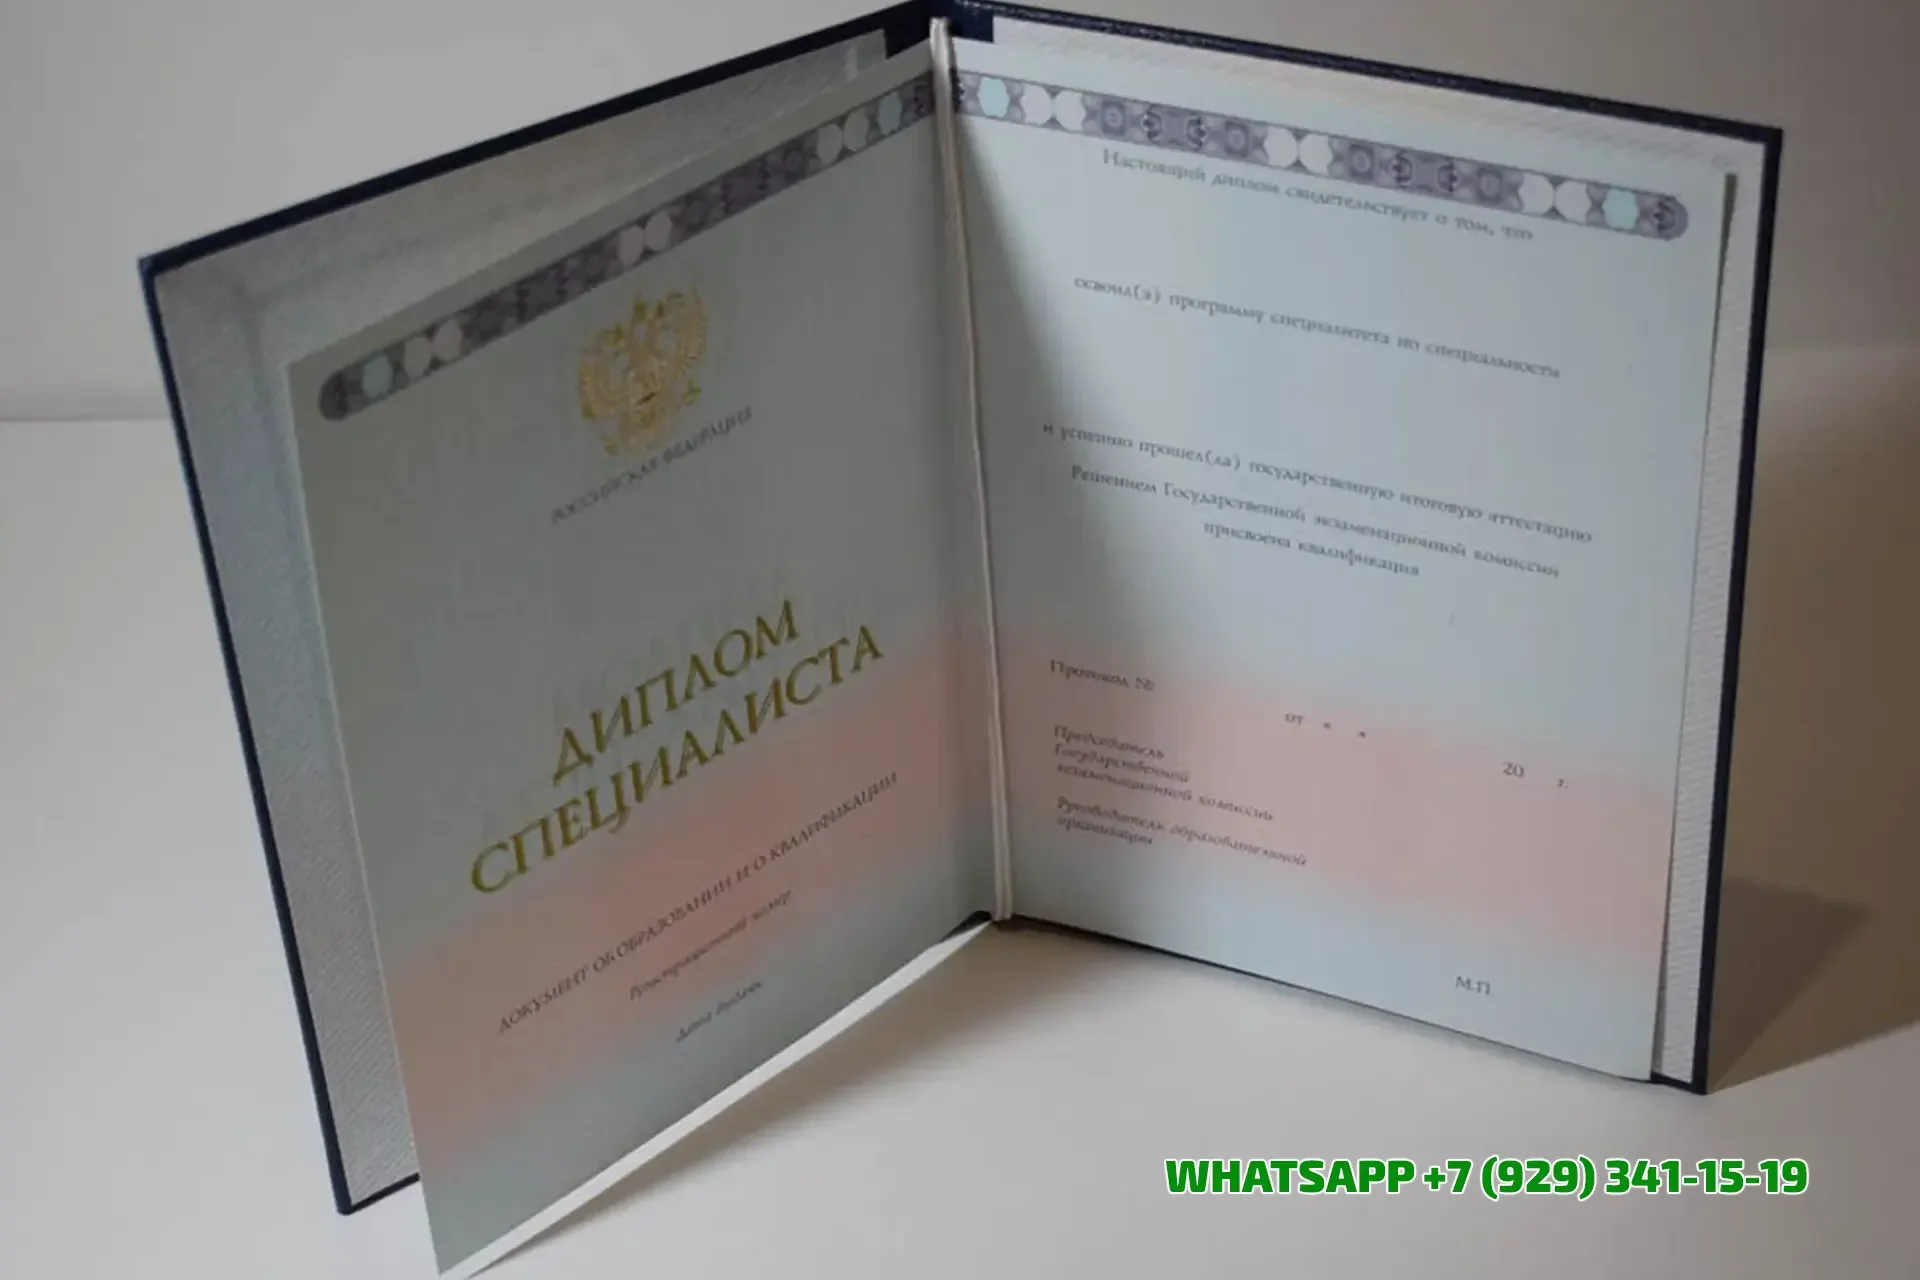 РОССИЙСКАЯ ФЕДЕРАЦИЯ
ДИПЛОМ
СПЕЦИАЛИСТА
ДОКУМЕНТ ОБ ОБРАЗОВАНИИ И О КВАЛИФИКАЦИИ
Регистрационный номер
Дата выдачи
Настоящий диплом свидетельствует о том, что
освоил(а) программу специалитета по специальности
и успешно прошел(ла) государственную итоговую аттестацию
Решением Государственной экзаменационной комиссии
присвоена квалификация
Протокол №
от « »
20 г.
Председатель
Государственной
экзаменационной комиссии
Руководитель образовательной
организации
М.П.
WHATSAPP +7 (929) 341-15-19